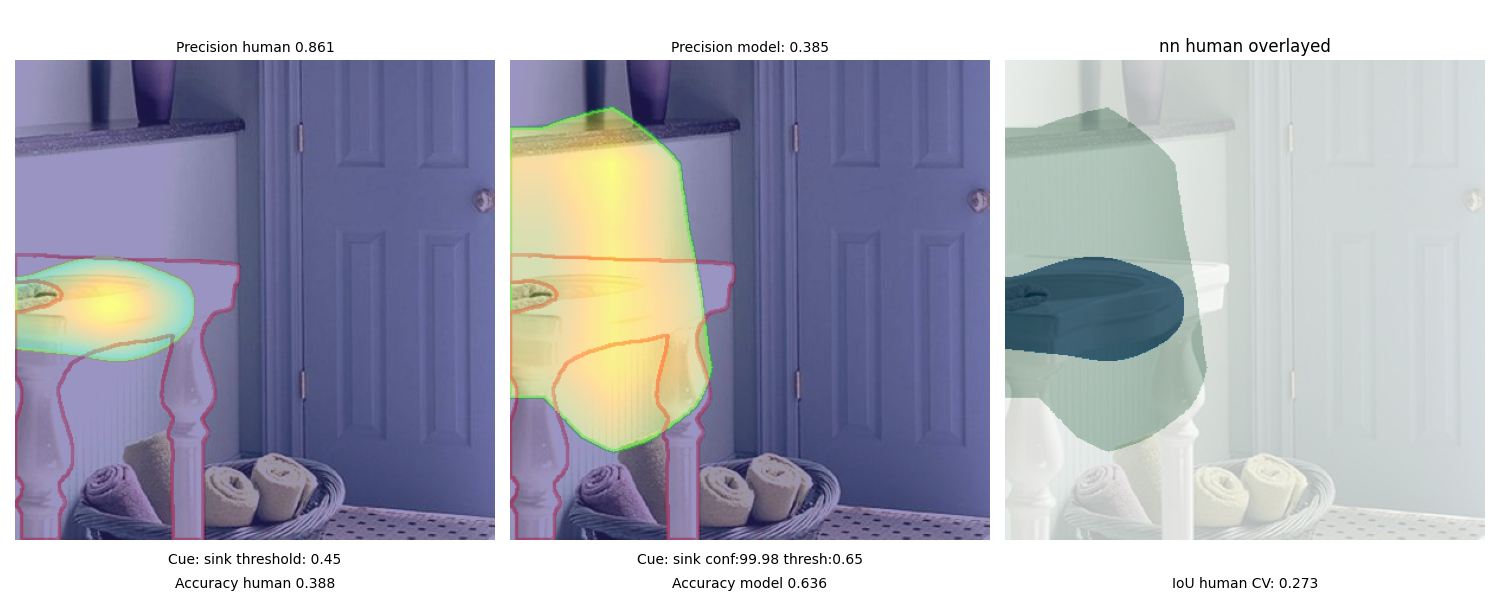 Precision human 0.861
Precision model: 0.385
nn human overlayed
Cue: sink threshold: 0.45
Cue: sink conf:99.98 thresh:0.65
Accuracy human 0.388
Accuracy model 0.636
IoU human CV: 0.273